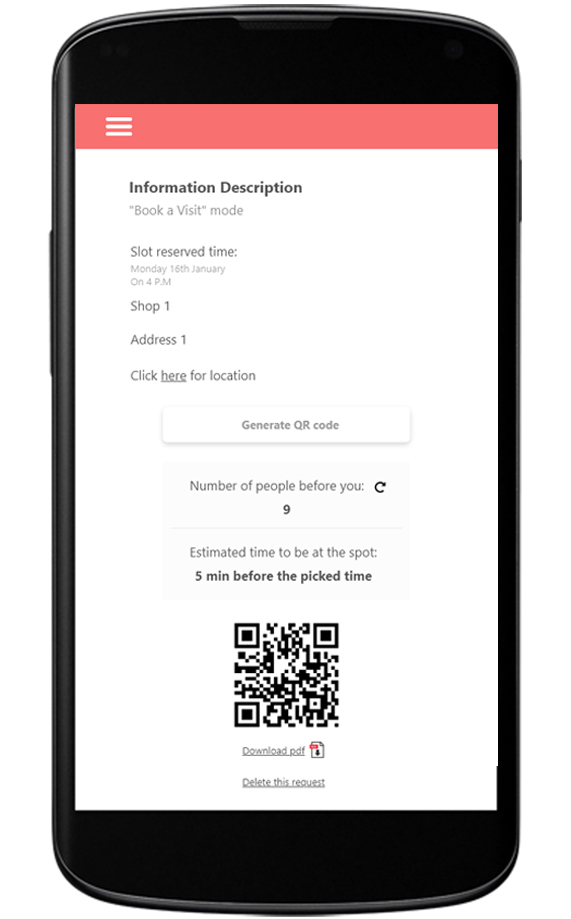 Information Description
"Book a Visit" mode
Slot reserved time:
Monday 16th January
On 4 P.M
Shop 1
Address 1
Click here for location
Generate QR code
Number of people before you:
9
Estimated time to be at the spot:
5 min before the picked time
Download pdf
Delete this request